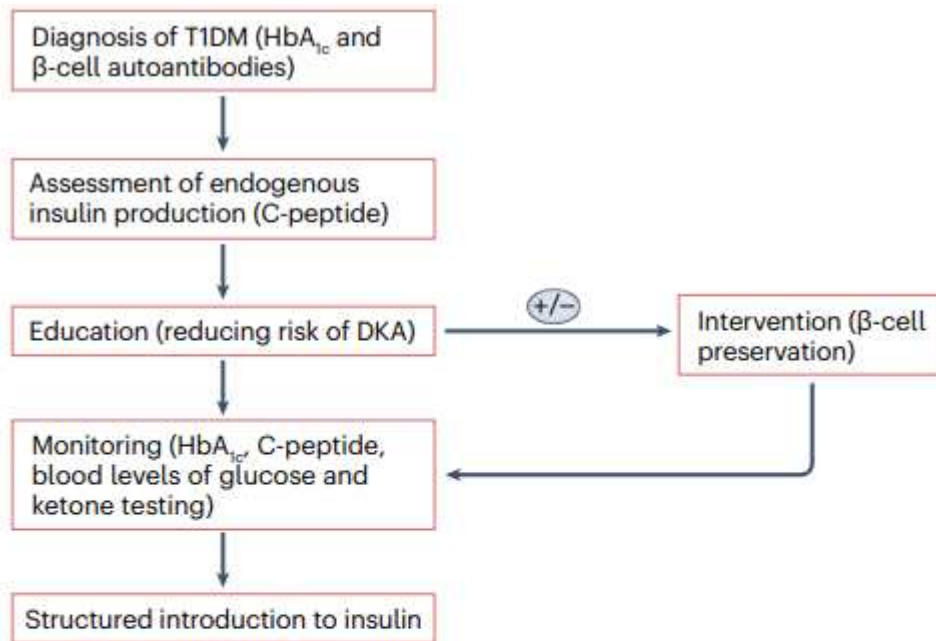 Diagnosis of T1DM (HbA1c and
β-cell autoantibodies)
Assessment of endogenous
insulin production (C-peptide)
Education (reducing risk of DKA)
+/−
Intervention (β-cell
preservation)
Monitoring (HbA1c, C-peptide,
blood levels of glucose and
ketone testing)
Structured introduction to insulin